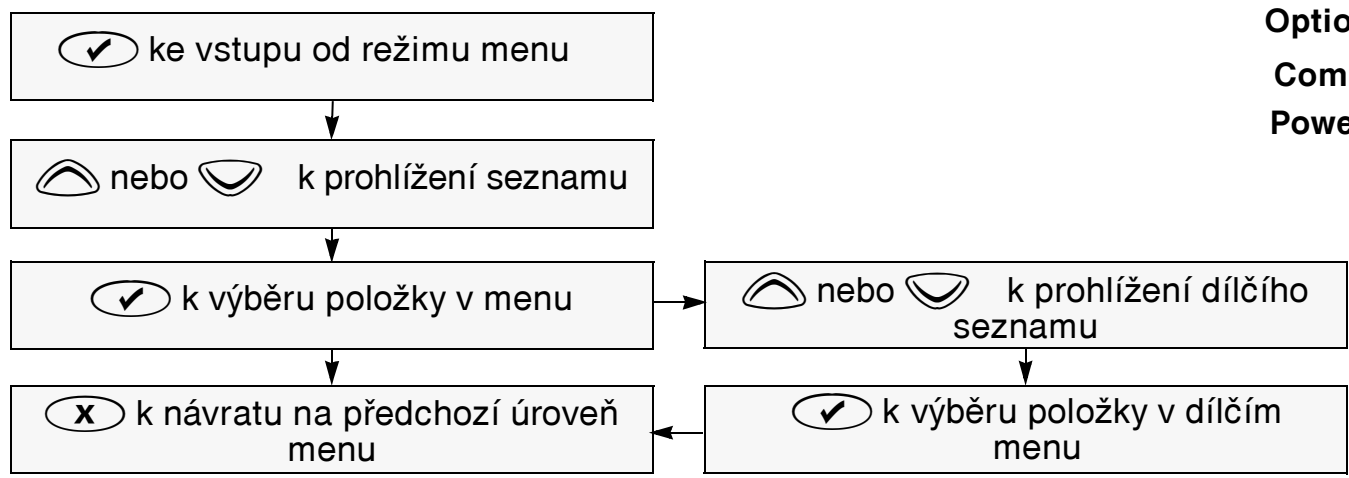 ✔ ke vstupu od režimu menu
nebo k prohlížení seznamu
✔ k výběru položky v menu
x k návratu na předchozí úroveň
menu
nebo k prohlížení dílčího
seznamu
✔ k výběru položky v dílčím
menu
Optio
Com
Powe